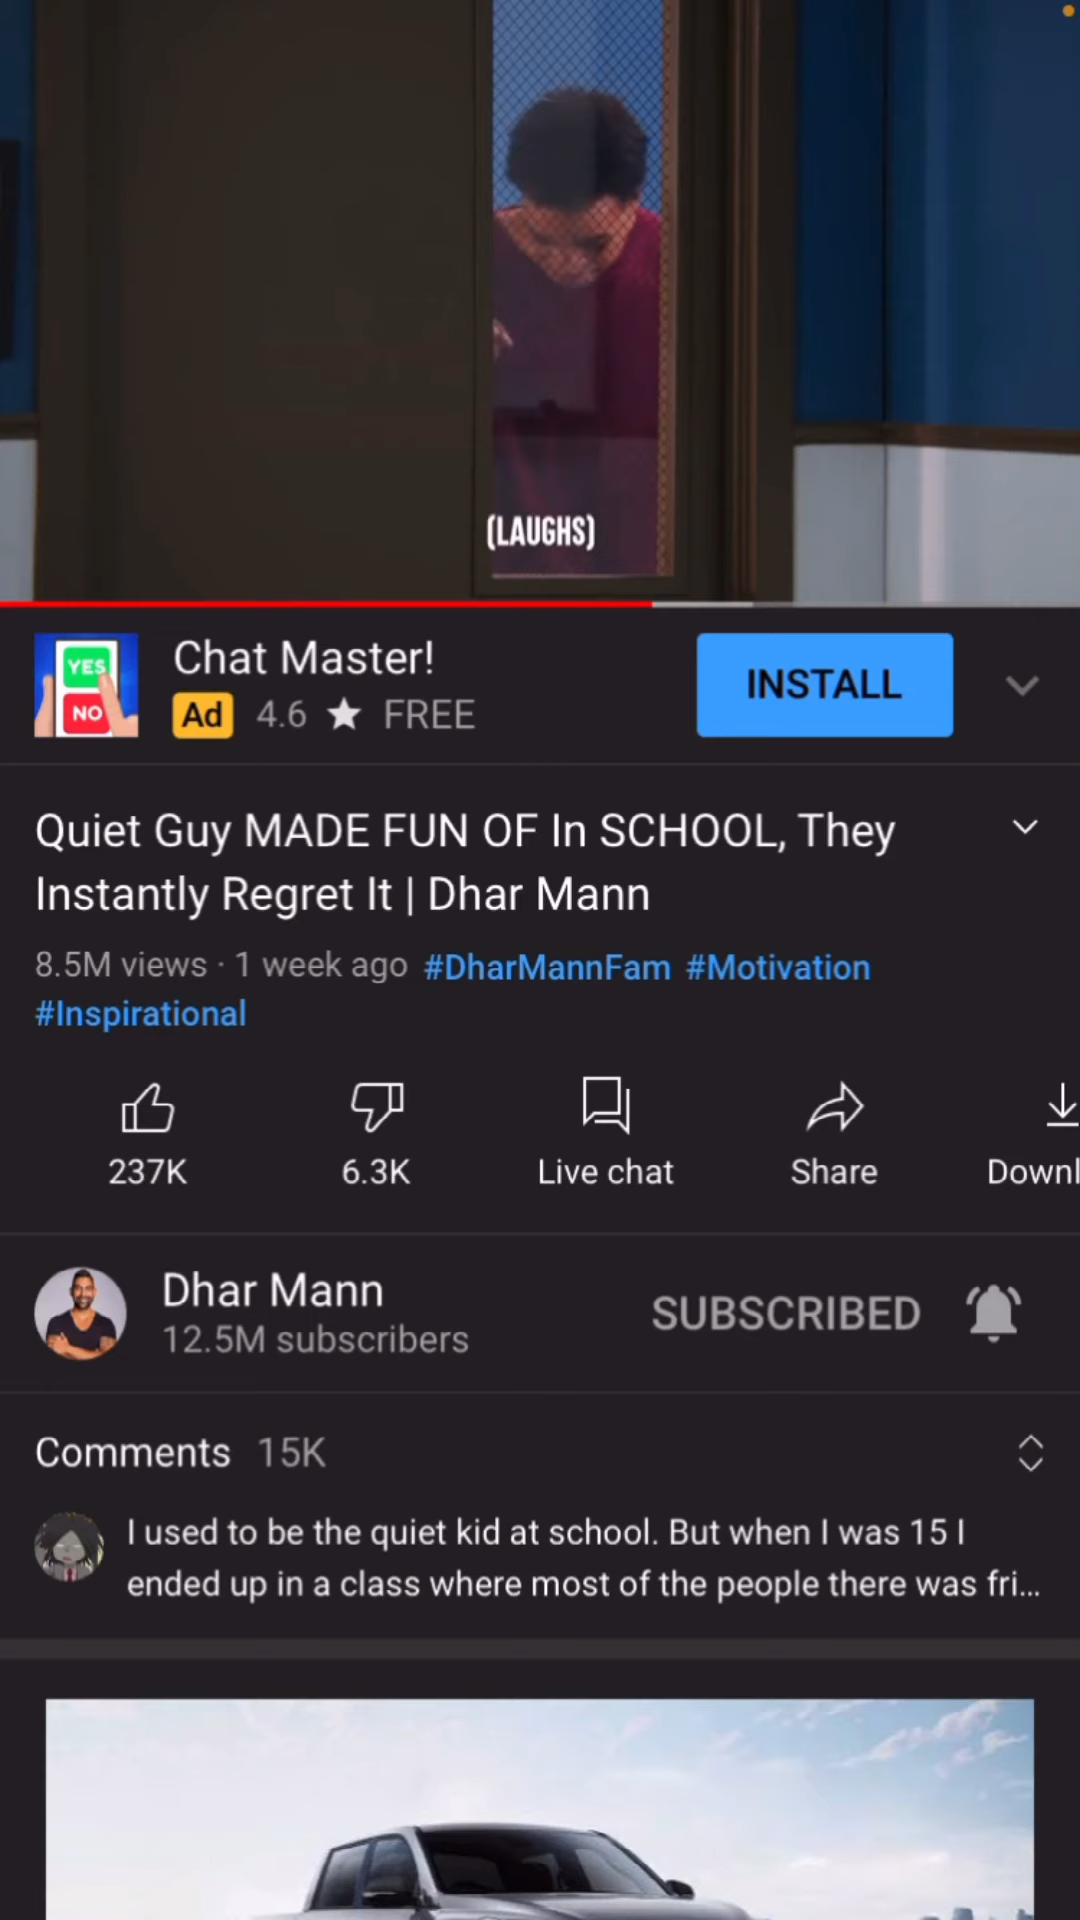 (LAUGHS)
YES
NO
Chat Master!
Ad 4.6 ★ FREE
INSTALL
Quiet Guy MADE FUN OF In SCHOOL, They
Instantly Regret It | Dhar Mann
8.5M views · 1 week ago #DharMannFam #Motivation
#Inspirational
237K 6.3K Live chat Share Downl
Dhar Mann
12.5M subscribers
SUBSCRIBED
Comments 15K
I used to be the quiet kid at school. But when I was 15 I
ended up in a class where most of the people there was fri...